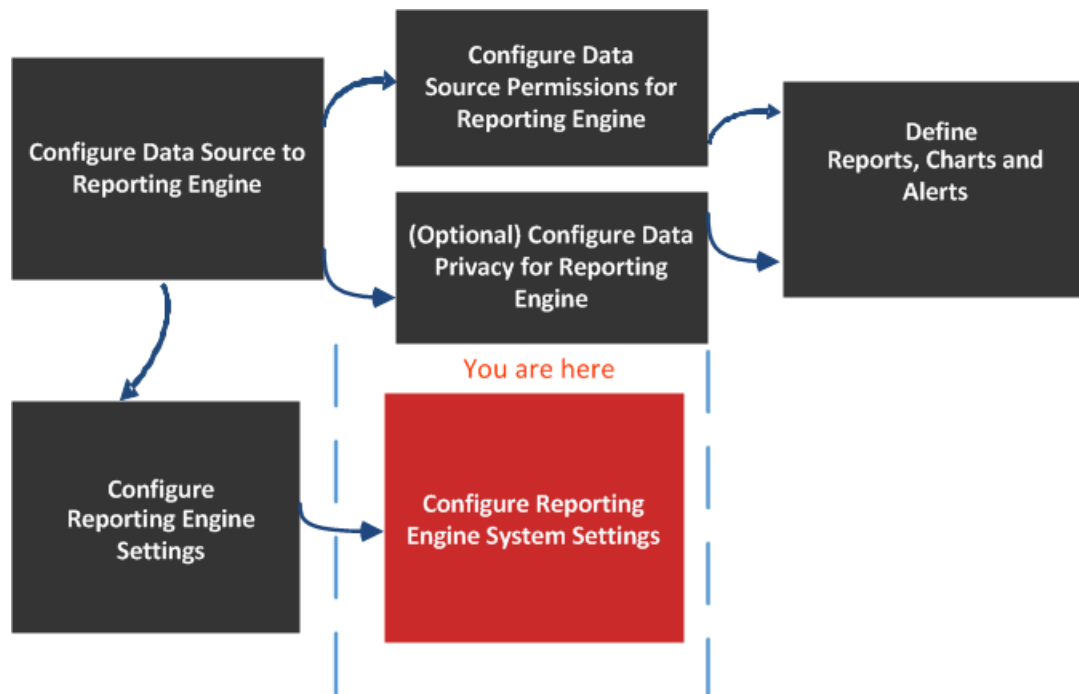 Configure Data Source to
Reporting Engine
Configure Data
Source Permissions for
Reporting Engine
(Optional) Configure Data
Privacy for Reporting
Engine
Define
Reports, Charts and
Alerts
Configure
Reporting Engine
Settings
You are here
Configure Reporting
Engine System Settings